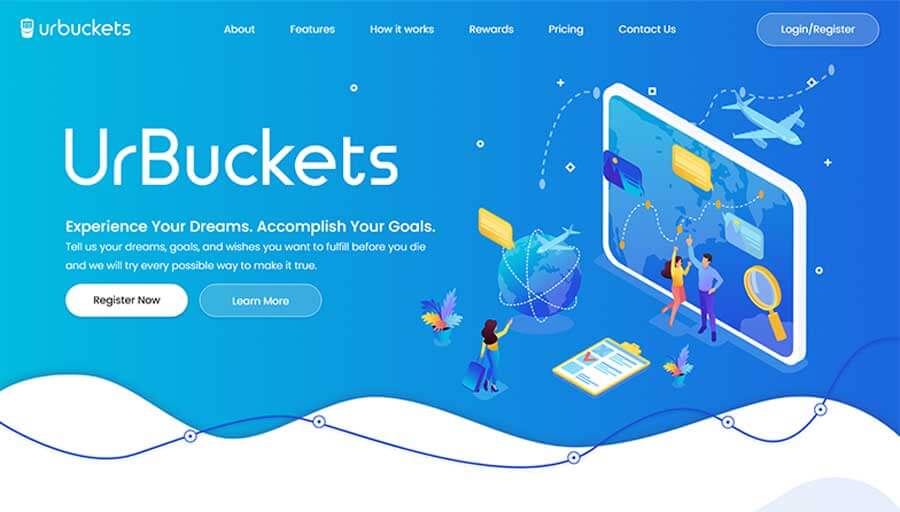 urbuckets
About
Features
How it works
Rewards
Pricing
Contact Us
Login/Register
UrBuckets
Experience Your Dreams. Accomplish Your Goals.
Tell us your dreams, goals, and wishes you want to fulfill before you die
and we will try every possible way to make it true.
Register Now
Learn More